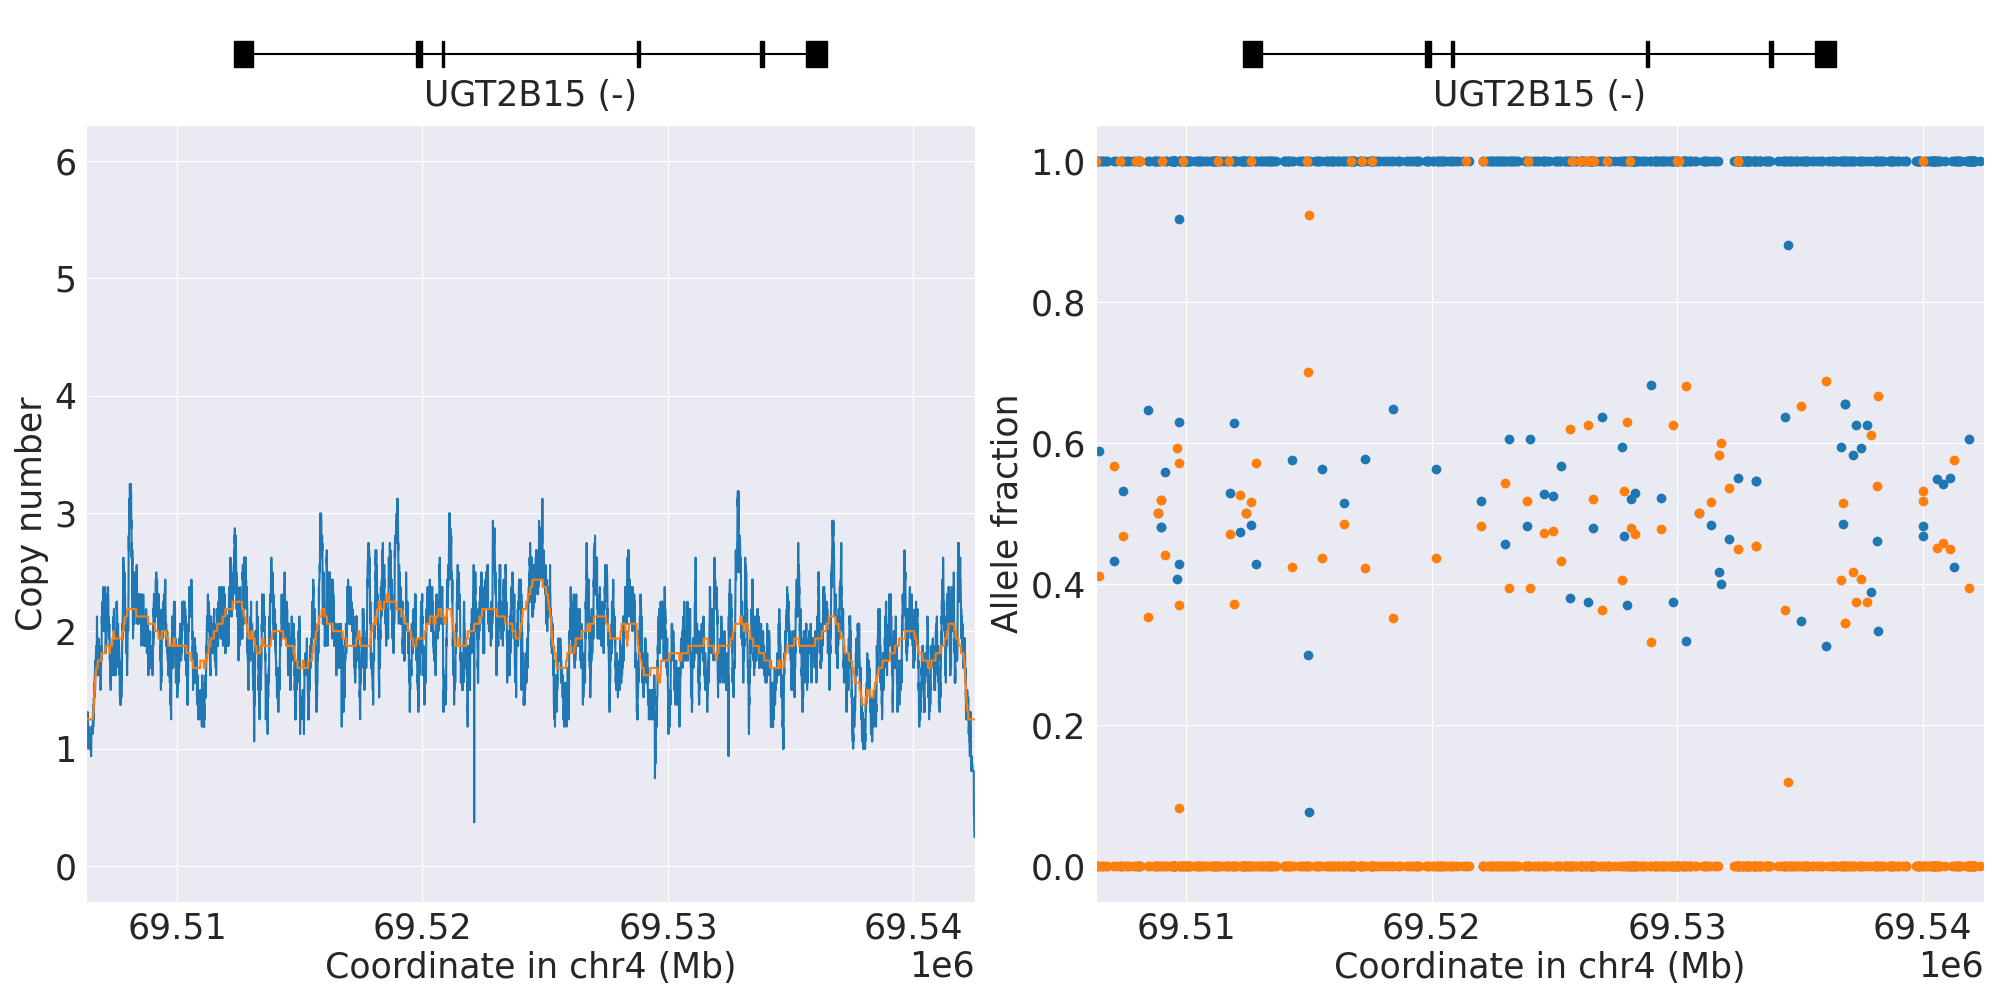 UGT2B15 (-)
Copy number
6
5
4
3
2
1
0
69.51 69.52 69.53 69.54
Coordinate in chr4 (Mb)
1e6
UGT2B15 (-)
Allele fraction
1.0
0.8
0.6
0.4
0.2
0.0
69.51 69.52 69.53 69.54
Coordinate in chr4 (Mb)
1e6